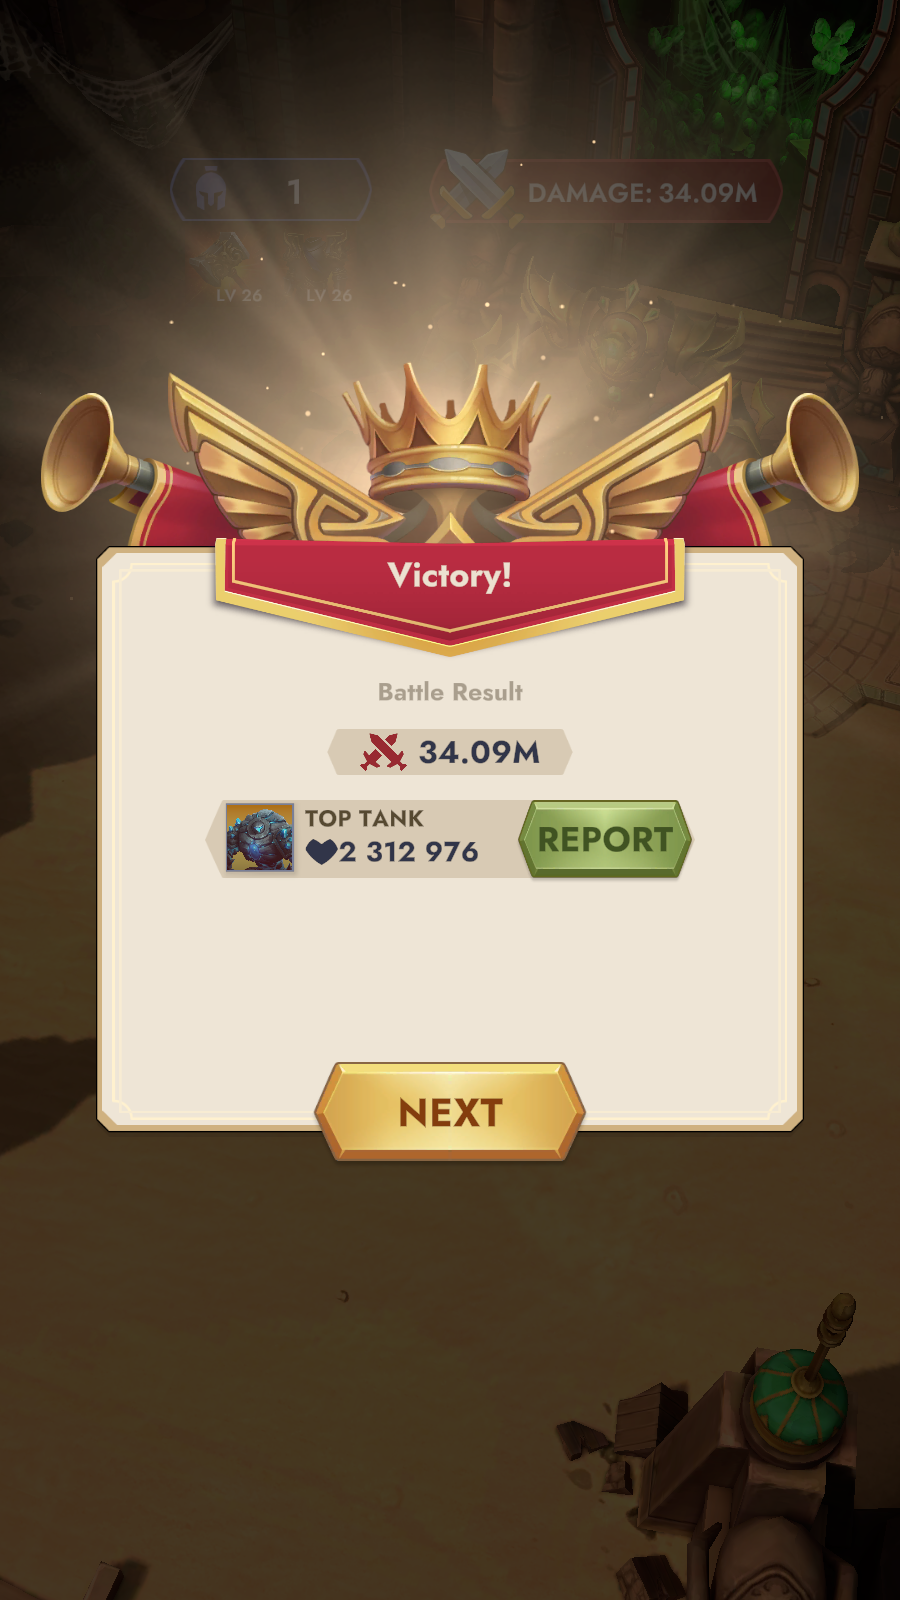 1
DAMAGE: 34.09M
LV 26
LV 26
Victory!
Battle Result
34.09M
TOP TANK
2 312 976
REPORT
NEXT